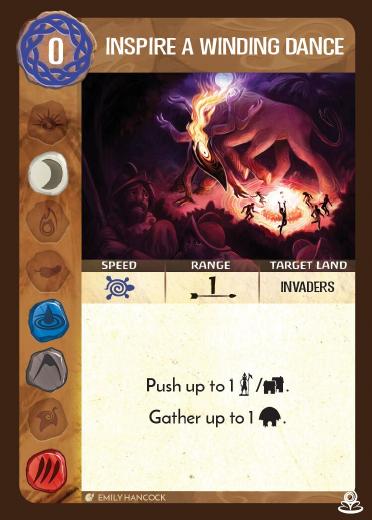 0 INSPIRE A WINDING DANCE
SPEED RANGE TARGET LAND
1 INVADERS
Push up to 1 /.
Gather up to 1 .
EMILY HANCOCK